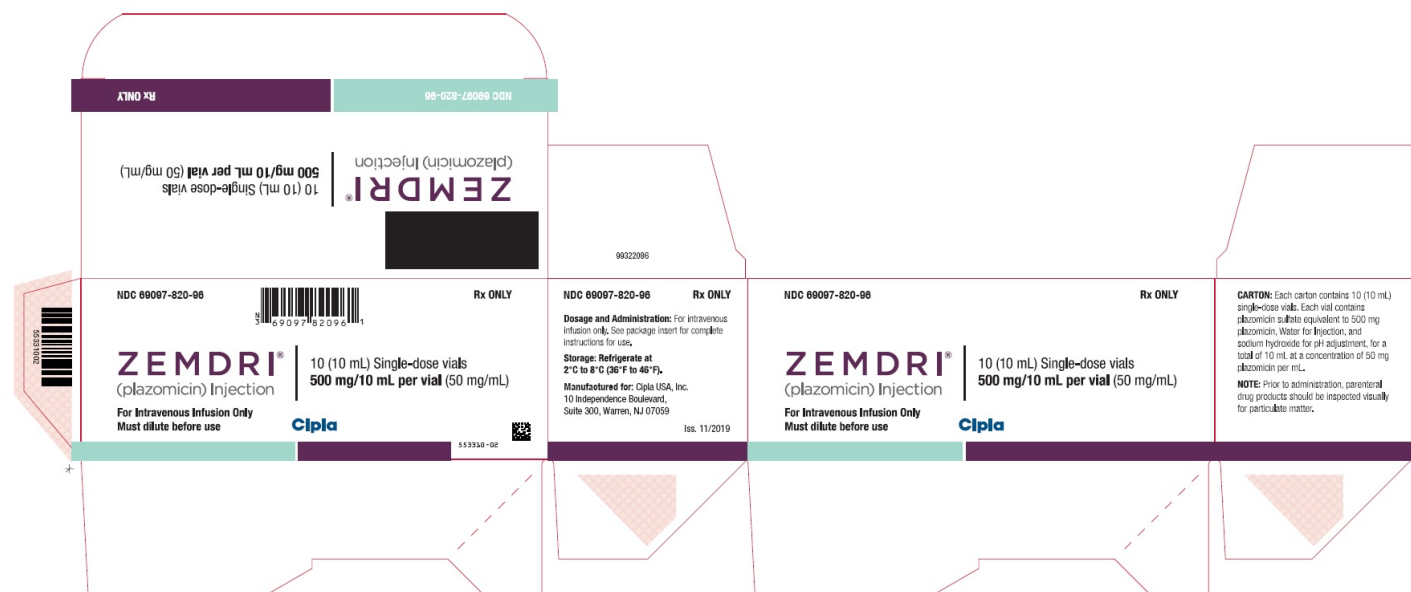 Rx ONLY
NDC 69097-820-96
ZEMDRI®
(plazomicin) Injection
10 (10 mL) Single-dose vials
500 mg/10 mL per vial (50 mg/mL)
99322086
553310-02
NDC 69097-820-96
Rx ONLY
N
3 69097 82096 1
ZEMDRI®
(plazomicin) Injection
10 (10 mL) Single-dose vials
500 mg/10 mL per vial (50 mg/mL)
For Intravenous Infusion Only
Must dilute before use
Cipla
553310-02
NDC 69097-820-96 Rx ONLY
Dosage and Administration: For intravenous
infusion only. See package insert for complete
instructions for use.
Storage: Refrigerate at
2°C to 8°C (36°F to 46°F).
Manufactured for: Cipla USA, Inc.
10 Independence Boulevard,
Suite 300, Warren, NJ 07059
Iss. 11/2019
NDC 69097-820-96
Rx ONLY
ZEMDRI®
(plazomicin) Injection
10 (10 mL) Single-dose vials
500 mg/10 mL per vial (50 mg/mL)
For Intravenous Infusion Only
Must dilute before use
Cipla
CARTON: Each carton contains 10 (10 mL)
single-dose vials. Each vial contains
plazomicin sulfate equivalent to 500 mg
plazomicin, Water for Injection, and
sodium hydroxide for pH adjustment, for a
total of 10 mL at a concentration of 50 mg
plazomicin per mL.
NOTE: Prior to administration, parenteral
drug products should be inspected visually
for particulate matter.